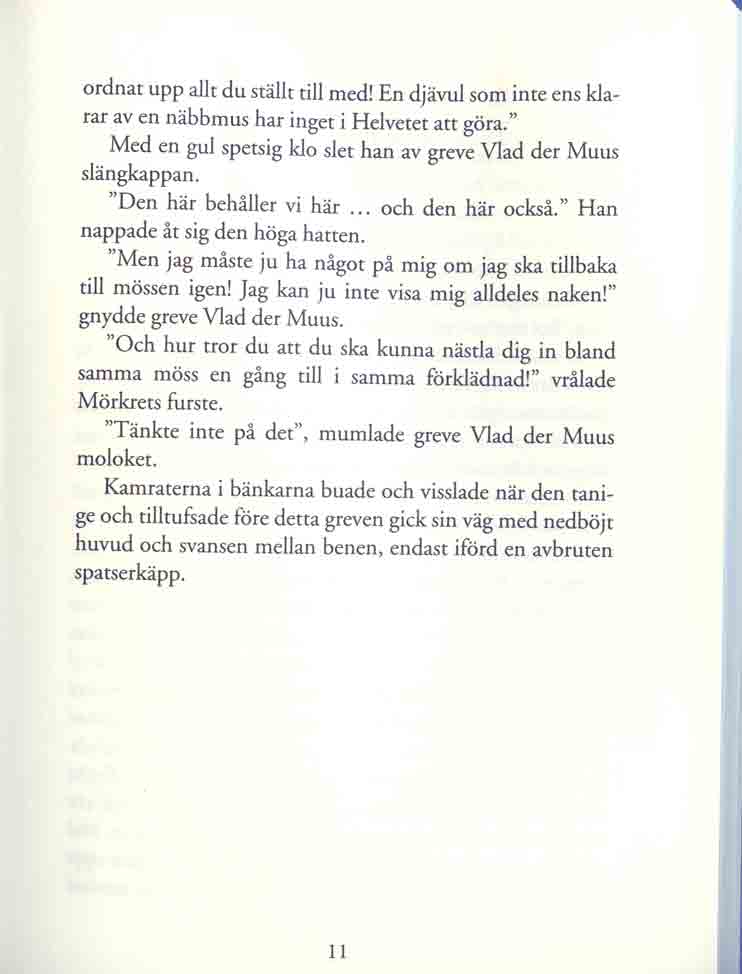 ordnat upp allt du ställt till med! En djävul som inte ens kla-
rar av en näbbmus har inget i Helvetet att göra.”
Med en gul spetsig klo slet han av greve Vlad der Muus
slängkappan.
”Den här behåller vi här ... och den här också.” Han
nappade åt sig den höga hatten.
”Men jag måste ju ha något på mig om jag ska tillbaka
till mössen igen! Jag kan ju inte visa mig alldeles naken!”
gnydde greve Vlad der Muus.
”Och hur tror du att du ska kunna nästla dig in bland
samma möss en gång till i samma förklädnad!” vrålade
Mörkrets furste.
”Tänkte inte på det”, mumlade greve Vlad der Muus
moloket.
Kamraterna i bänkarna buade och visslade när den tani-
ge och tilltufsade före detta greven gick sin väg med nedböjt
huvud och svansen mellan benen, endast iförd en avbruten
spatserkäpp.
11